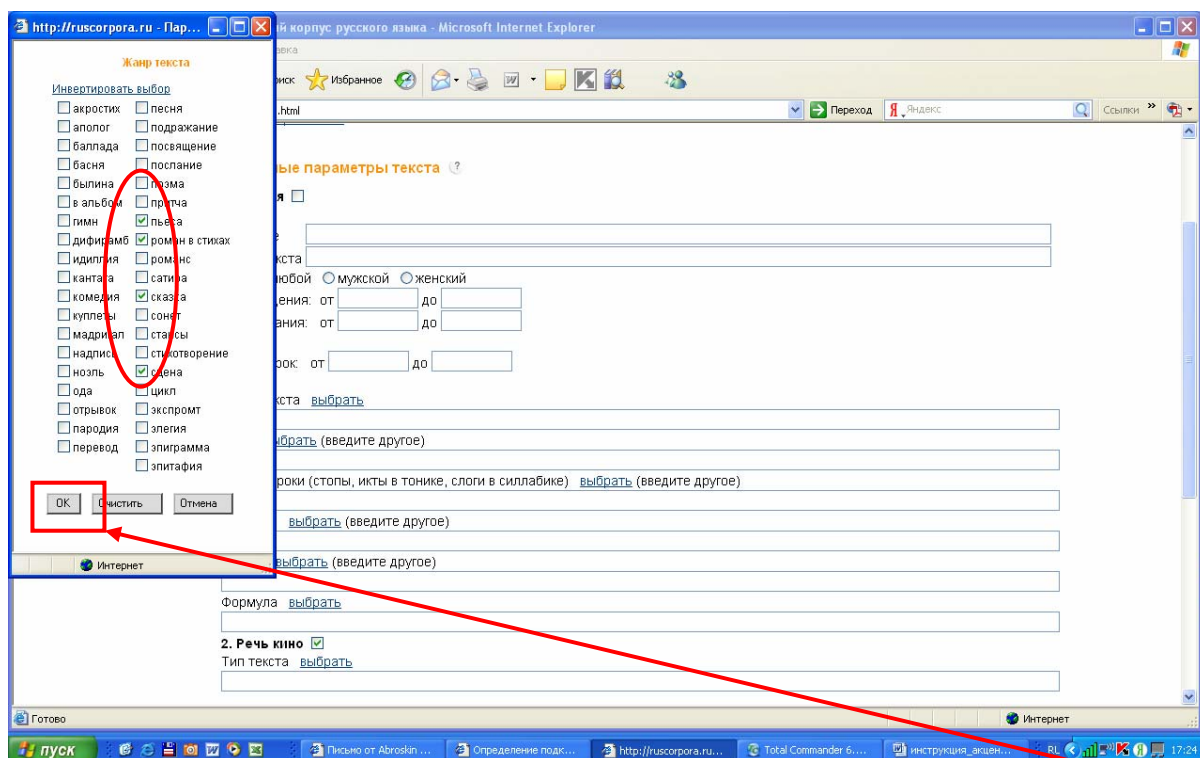 http://ruscorpora.ru - Пар...
й корпус русского языка - Microsoft Internet Explorer
Жанр текста
Инвертировать выбор
акростих песня
аполог подражание
баллада посвящение
басня послание
былина поэма
в альбом притча
гимн пьеса
дифирамб роман в стихах
идиллия романс
кантата сатира
комедия сказка
куплеты сонет
мадригал стансы
надпись стихотворение
ноэль сцена
ода цикл
отрывок экспромт
пародия элегия
перевод эпиграмма
эпитафия
OK Очистить Отмена
Интернет
Избранное
.html Переход Яндекс Ссылки »
ые параметры текста ?
я
кста
любой мужской женский
ения: от до
ания: от до
рок: от до
кста выбрать
ыбрать (введите другое)
роки (стопы, икты в тонике, слоги в силлабике) выбрать (введите другое)
выбрать (введите другое)
выбрать (введите другое)
Формула выбрать
2. Речь кино
Тип текста выбрать
Готово Интернет
пуск Письмо от Abroskin ... Определение подк... http://ruscorpora.ru... Total Commander 6.... инструкция_акцен... RL 17:24